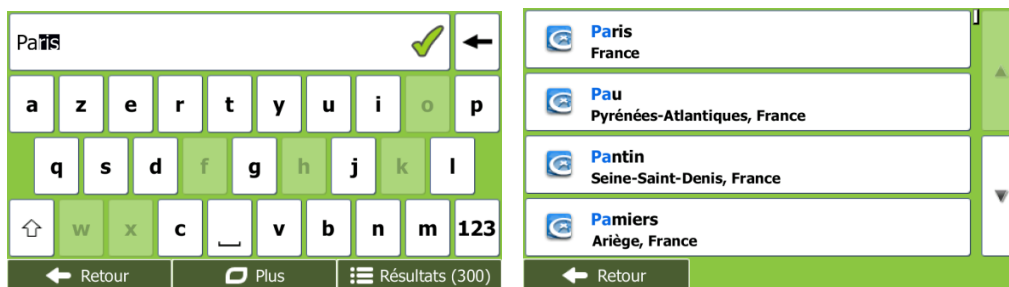 Paris
a z e r t y u i o p
q s d f g h j k l
w x c v b n m 123
Retour Plus Résultats (300)
Paris
France
Pau
Pyrénées-Atlantiques, France
Pantin
Seine-Saint-Denis, France
Pamiers
Ariège, France
Retour